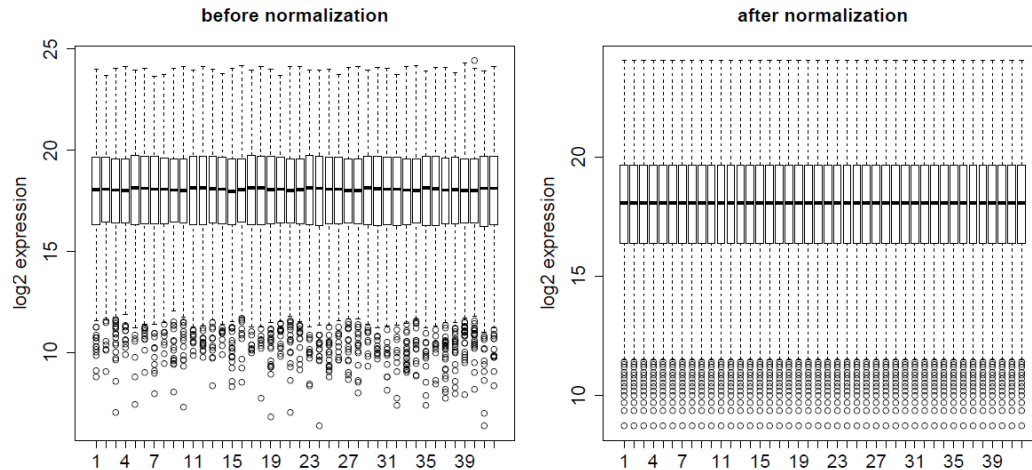 before normalization
25
20
15
10
log2 expression
1 4 7 11 15 19 23 27 31 35 39
after normalization
20
15
10
log2 expression
1 4 7 11 15 19 23 27 31 35 39